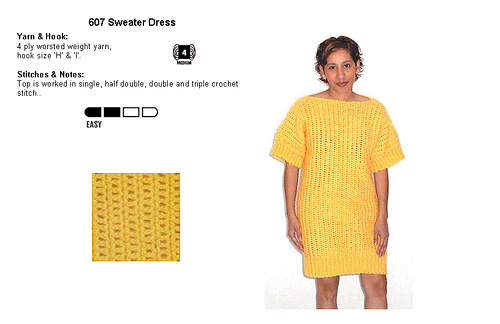 607 Sweater Dress
Yarn & Hook:
4 ply worsted weight yarn,
hook size 'H' & 'I'.
4
MEDIUM
Stitches & Notes:
Top is worked in single, half double, double and triple crochet
stitch..
EASY